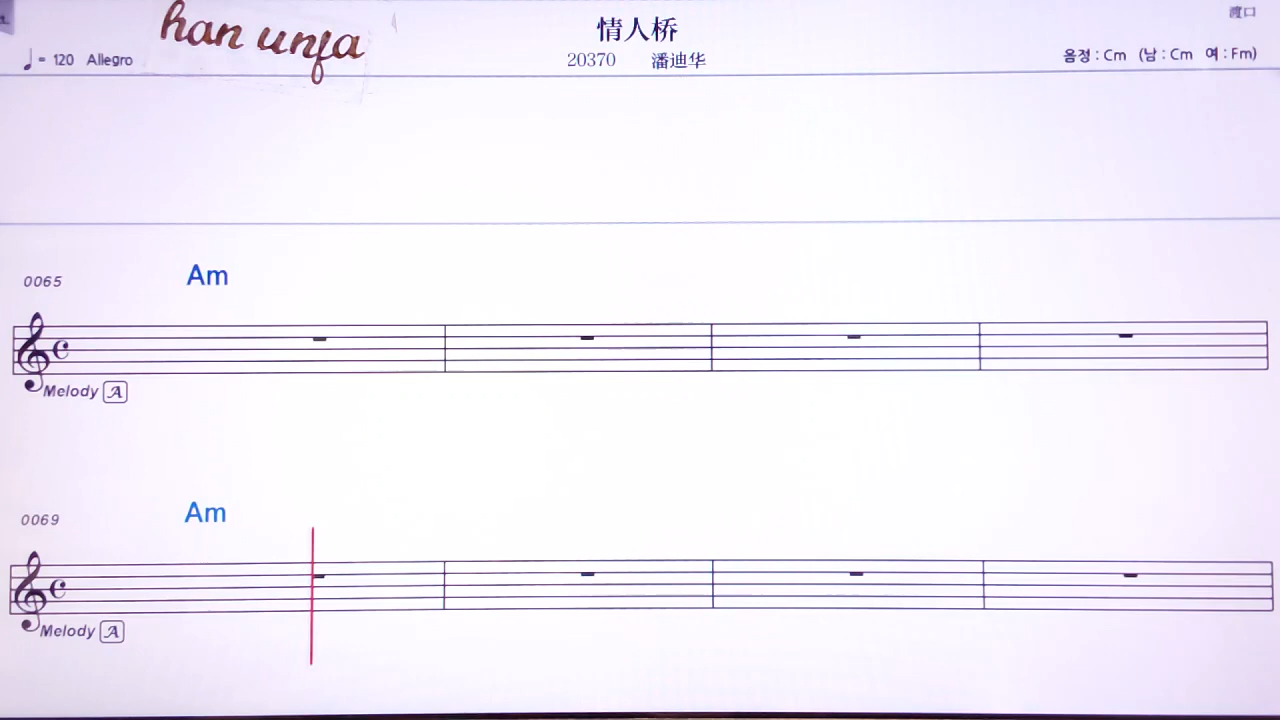 han unja
情人桥
渡口
♩ = 120 Allegro
20370 潘迪华
음정 : Cm (남 : Cm 여 : Fm)
0065 Am
Melody A
0069 Am
Melody A